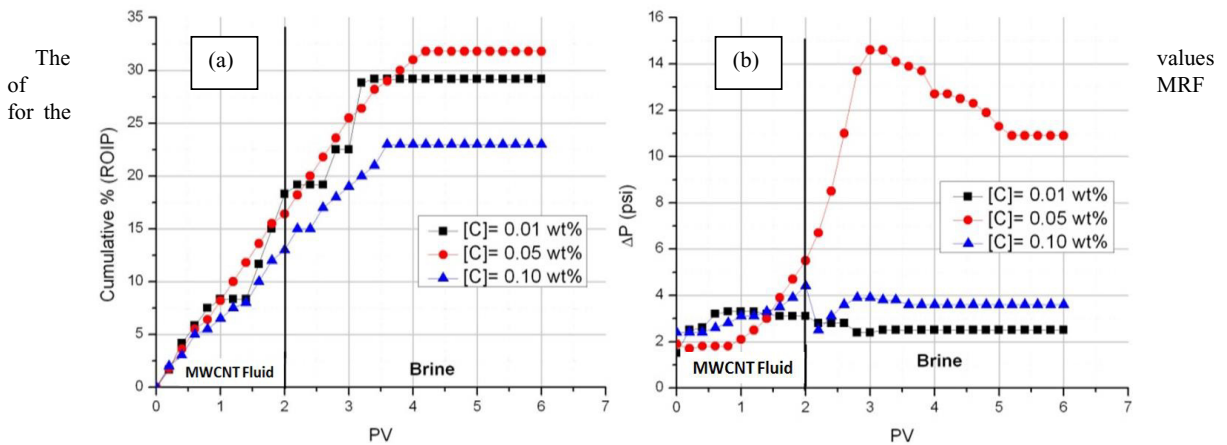 The values
of MRF
for the
(a)
Cumulative % (ROIP)
35
30
25
20
15
10
5
0
[C]= 0.01 wt%
[C]= 0.05 wt%
[C]= 0.10 wt%
MWCNT Fluid
Brine
0 1 2 3 4 5 6 7
PV
(b)
ΔP (psi)
16
14
12
10
8
6
4
2
0
[C]= 0.01 wt%
[C]= 0.05 wt%
[C]= 0.10 wt%
MWCNT Fluid
Brine
0 1 2 3 4 5 6 7
PV